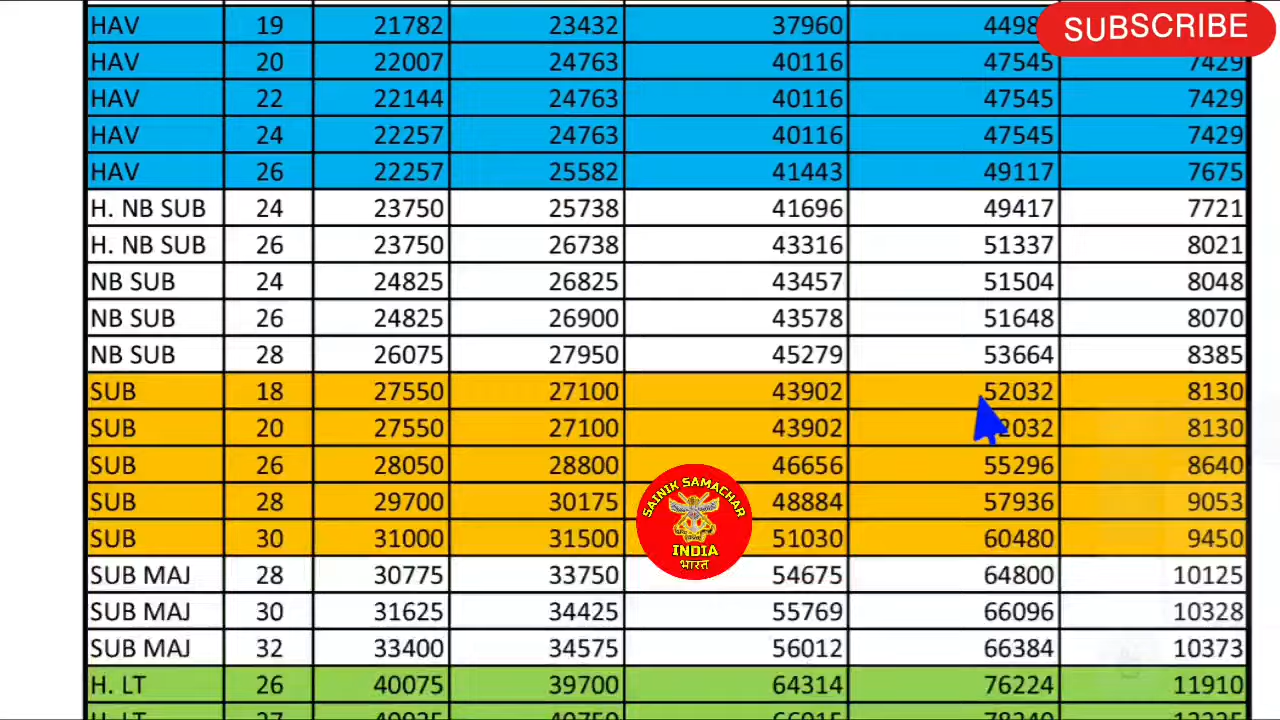 HAV 19 21782 23432 37960 4498
SUBSCRIBE
HAV 20 22007 24763 40116 47545 7429
HAV 22 22144 24763 40116 47545 7429
HAV 24 22257 24763 40116 47545 7429
HAV 26 22257 25582 41443 49117 7675
H. NB SUB 24 23750 25738 41696 49417 7721
H. NB SUB 26 23750 26738 43316 51337 8021
NB SUB 24 24825 26825 43457 51504 8048
NB SUB 26 24825 26900 43578 51648 8070
NB SUB 28 26075 27950 45279 53664 8385
SUB 18 27550 27100 43902 52032 8130
SUB 20 27550 27100 43902 2032 8130
SUB 26 28050 28800 46656 55296 8640
SUB 28 29700 30175 48884 57936 9053
SUB 30 31000 31500 51030 60480 9450
SAINIK SAMACHAR
INDIA
भारत
SUB MAJ 28 30775 33750 54675 64800 10125
SUB MAJ 30 31625 34425 55769 66096 10328
SUB MAJ 32 33400 34575 56012 66384 10373
H. LT 26 40075 39700 64314 76224 11910